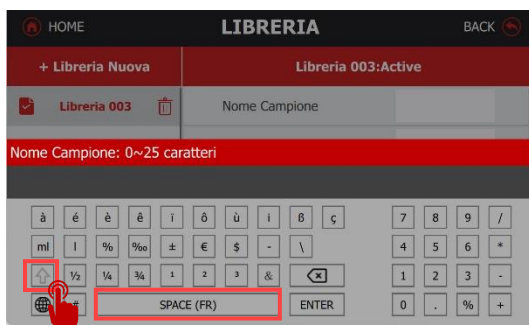 HOME LIBRERIA BACK
+ Libreria Nuova Libreria 003:Active
Libreria 003 Nome Campione
Nome Campione: 0~25 caratteri
à é è ê ï ô ù i ß ç 7 8 9 /
ml l % ‰ ± € $ - \ 4 5 6 *
½ ¼ ¾ ¹ ² ³ & 1 2 3 -
SPACE (FR) ENTER 0 . % +